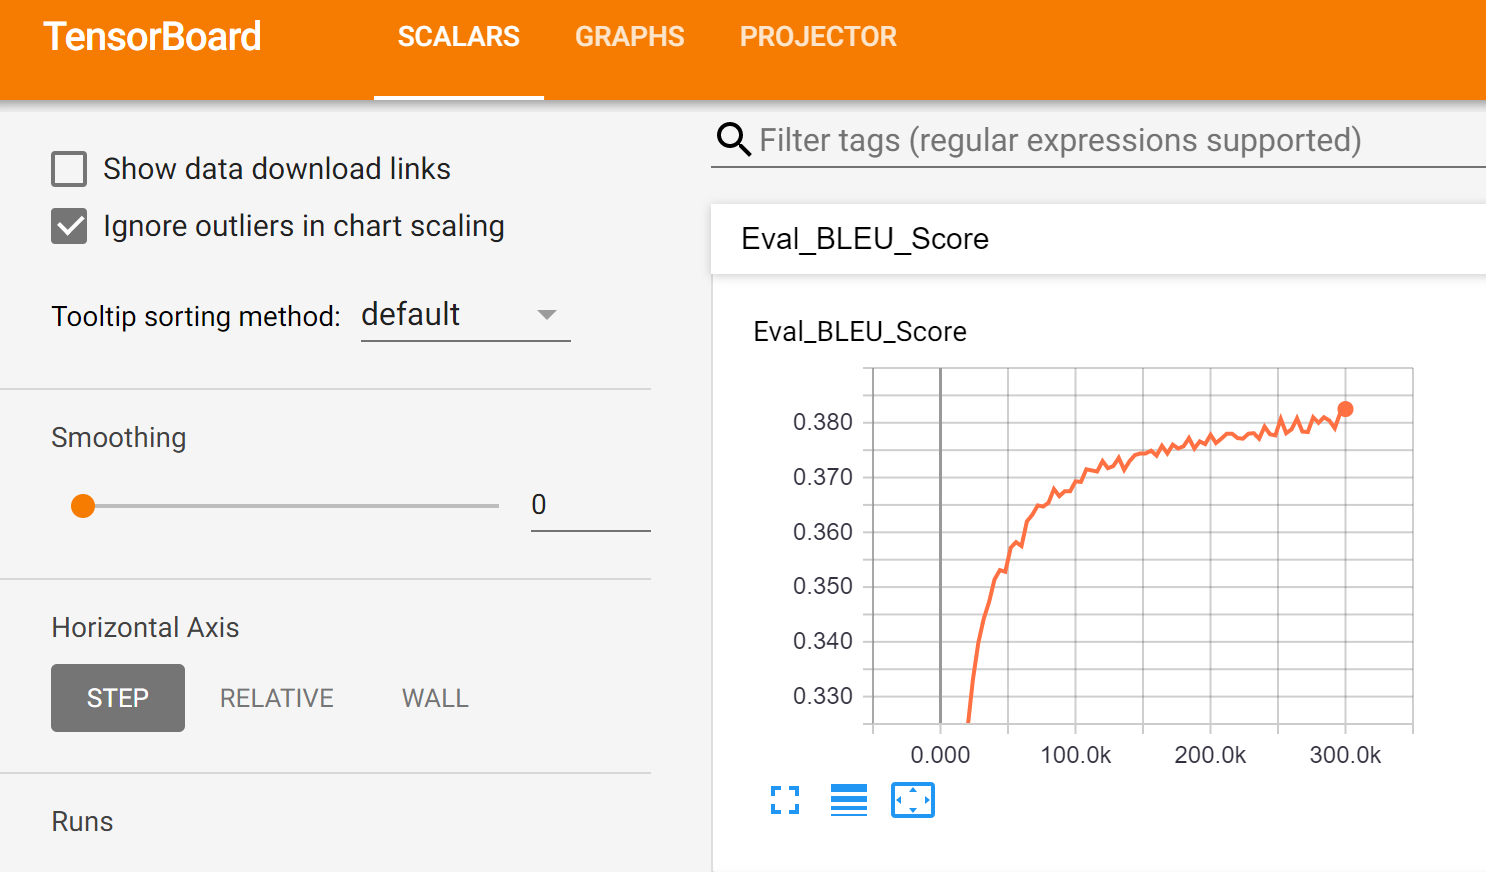 TensorBoard
SCALARS
GRAPHS
PROJECTOR
Show data download links
Ignore outliers in chart scaling
Tooltip sorting method: default
Smoothing
0
Horizontal Axis
STEP
RELATIVE
WALL
Runs
Filter tags (regular expressions supported)
Eval_BLEU_Score
Eval_BLEU_Score
0.380
0.370
0.360
0.350
0.340
0.330
0.000 100.0k 200.0k 300.0k